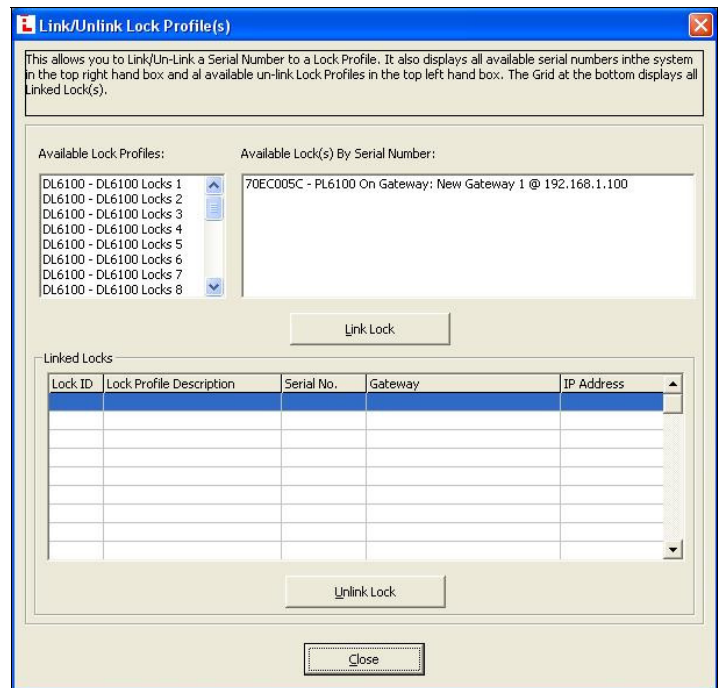 Link/Unlink Lock Profile(s)
This allows you to Link/Un-Link a Serial Number to a Lock Profile. It also displays all available serial numbers inthe system
in the top right hand box and al available un-link Lock Profiles in the top left hand box. The Grid at the bottom displays all
Linked Lock(s).
Available Lock Profiles: Available Lock(s) By Serial Number:
DL6100 - DL6100 Locks 1 70EC005C - PL6100 On Gateway: New Gateway 1 @ 192.168.1.100
DL6100 - DL6100 Locks 2
DL6100 - DL6100 Locks 3
DL6100 - DL6100 Locks 4
DL6100 - DL6100 Locks 5
DL6100 - DL6100 Locks 6
DL6100 - DL6100 Locks 7
DL6100 - DL6100 Locks 8
Link Lock
Linked Locks
Lock ID Lock Profile Description Serial No. Gateway IP Address
Unlink Lock
Close